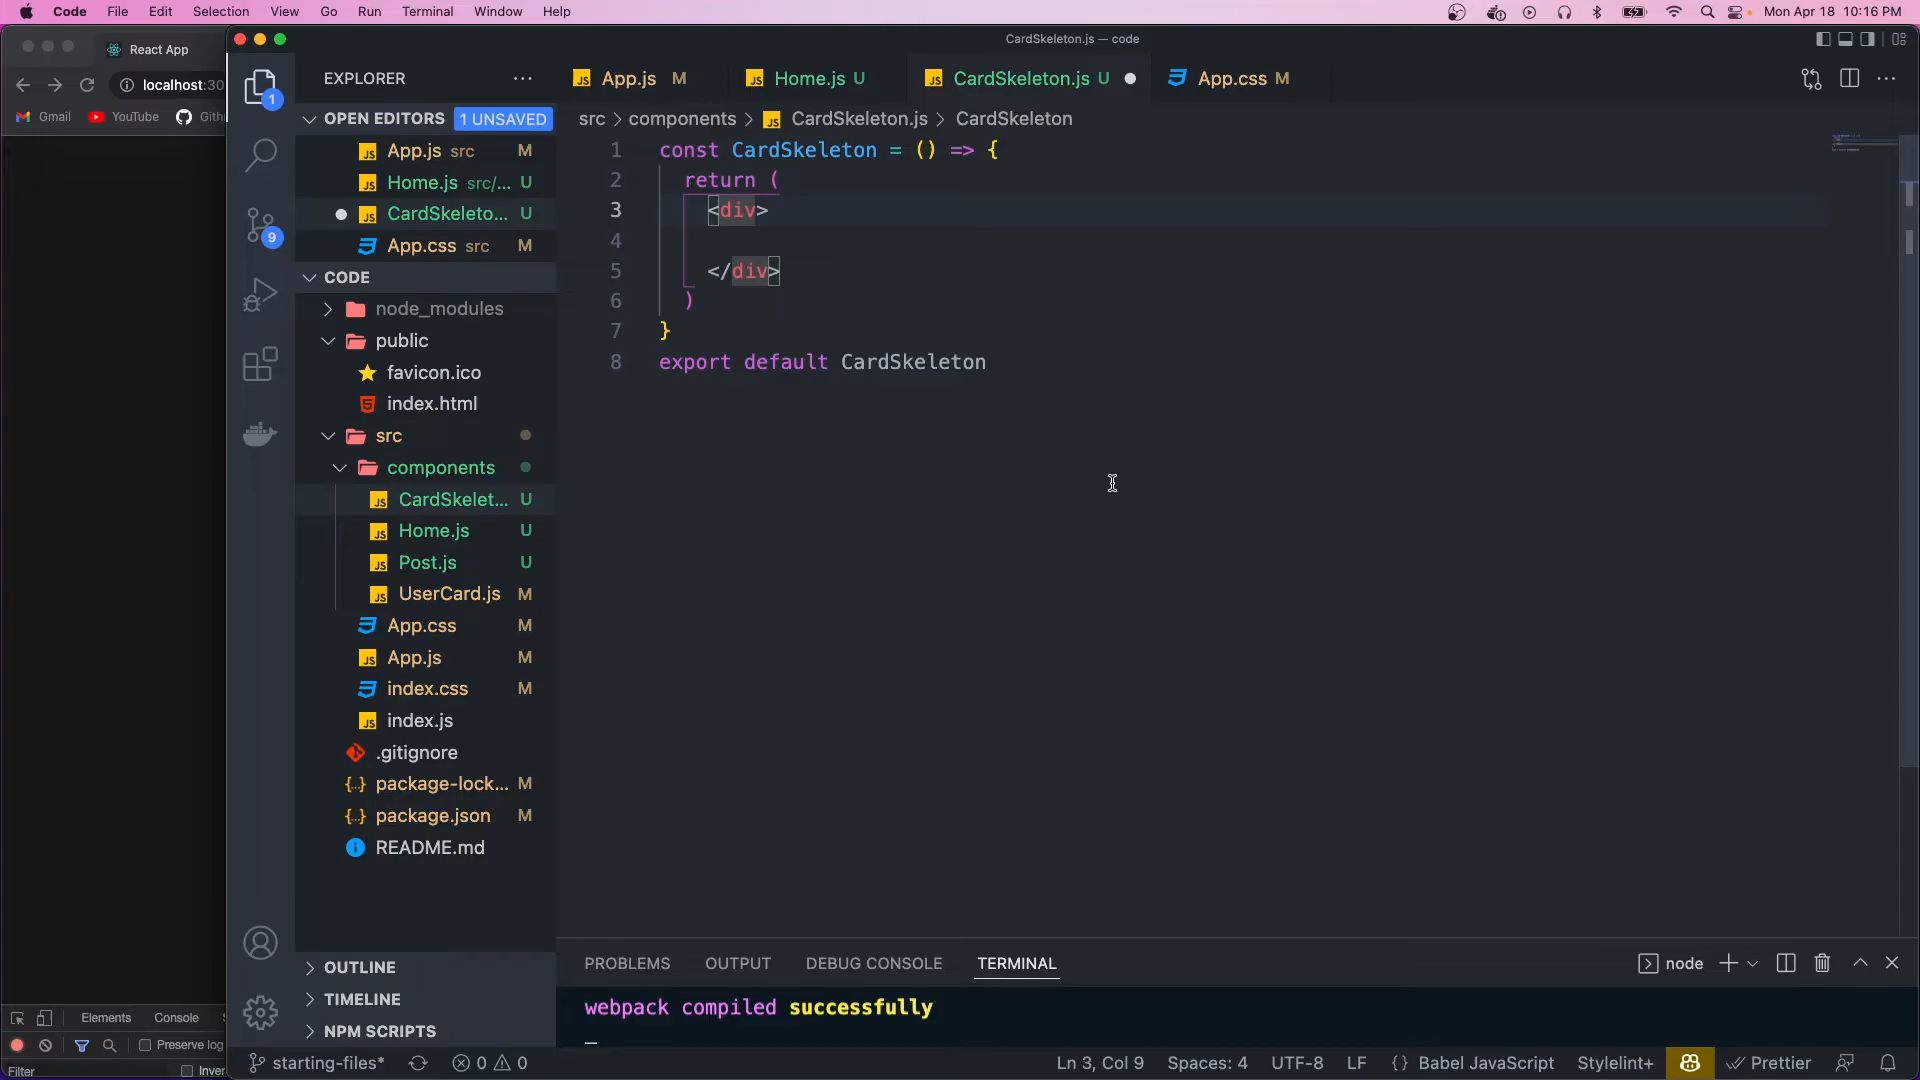 Code File Edit Selection View Go Run Terminal Window Help Mon Apr 18 10:16 PM
React App
localhost:30
Gmail YouTube
CardSkeleton.js — code
EXPLORER
OPEN EDITORS 1 UNSAVED
App.js src M
Home.js src/... U
CardSkeleto... U
App.css src M
CODE
node_modules
public
favicon.ico
index.html
src
components
CardSkelet... U
Home.js U
Post.js U
UserCard.js M
App.css M
App.js M
index.css M
index.js
.gitignore
package-lock... M
package.json M
README.md
OUTLINE
TIMELINE
NPM SCRIPTS
1
9
App.js M Home.js U CardSkeleton.js U App.css M
src > components > CardSkeleton.js > CardSkeleton
1 const CardSkeleton = () => {
2 return (
3 <div>
4
5 </div>
6 )
7 }
8 export default CardSkeleton
PROBLEMS OUTPUT DEBUG CONSOLE TERMINAL node
webpack compiled successfully
Elements Console
Preserve log
Filter
starting-files* 0 0 Ln 3, Col 9 Spaces: 4 UTF-8 LF {} Babel JavaScript Stylelint+ Prettier